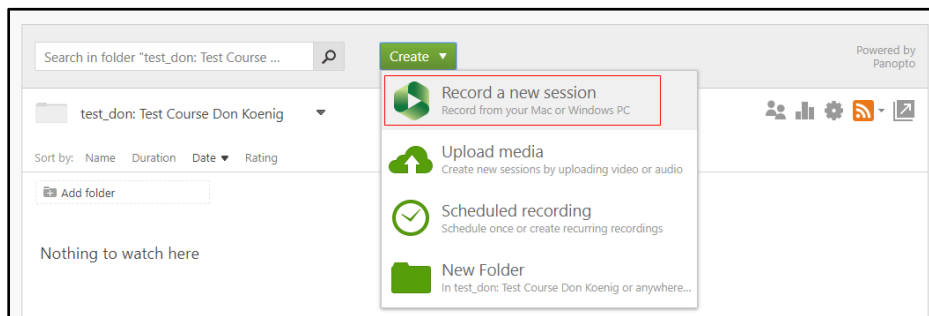 Search in folder "test_don: Test Course ...
Create
Powered by
Panopto
Record a new session
Record from your Mac or Windows PC
test_don: Test Course Don Koenig
Upload media
Create new sessions by uploading video or audio
Sort by: Name Duration Date Rating
Add folder
Scheduled recording
Schedule once or create recurring recordings
Nothing to watch here
New Folder
In test_don: Test Course Don Koenig or anywhere...